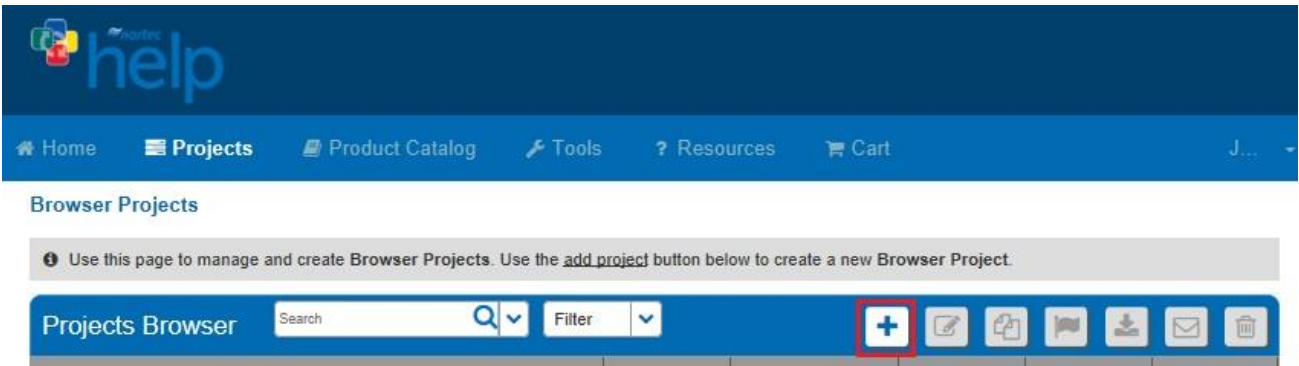 nortec
help
Home Projects Product Catalog Tools ? Resources Cart J...
Browser Projects
Use this page to manage and create Browser Projects. Use the add project button below to create a new Browser Project.
Projects Browser Search Filter